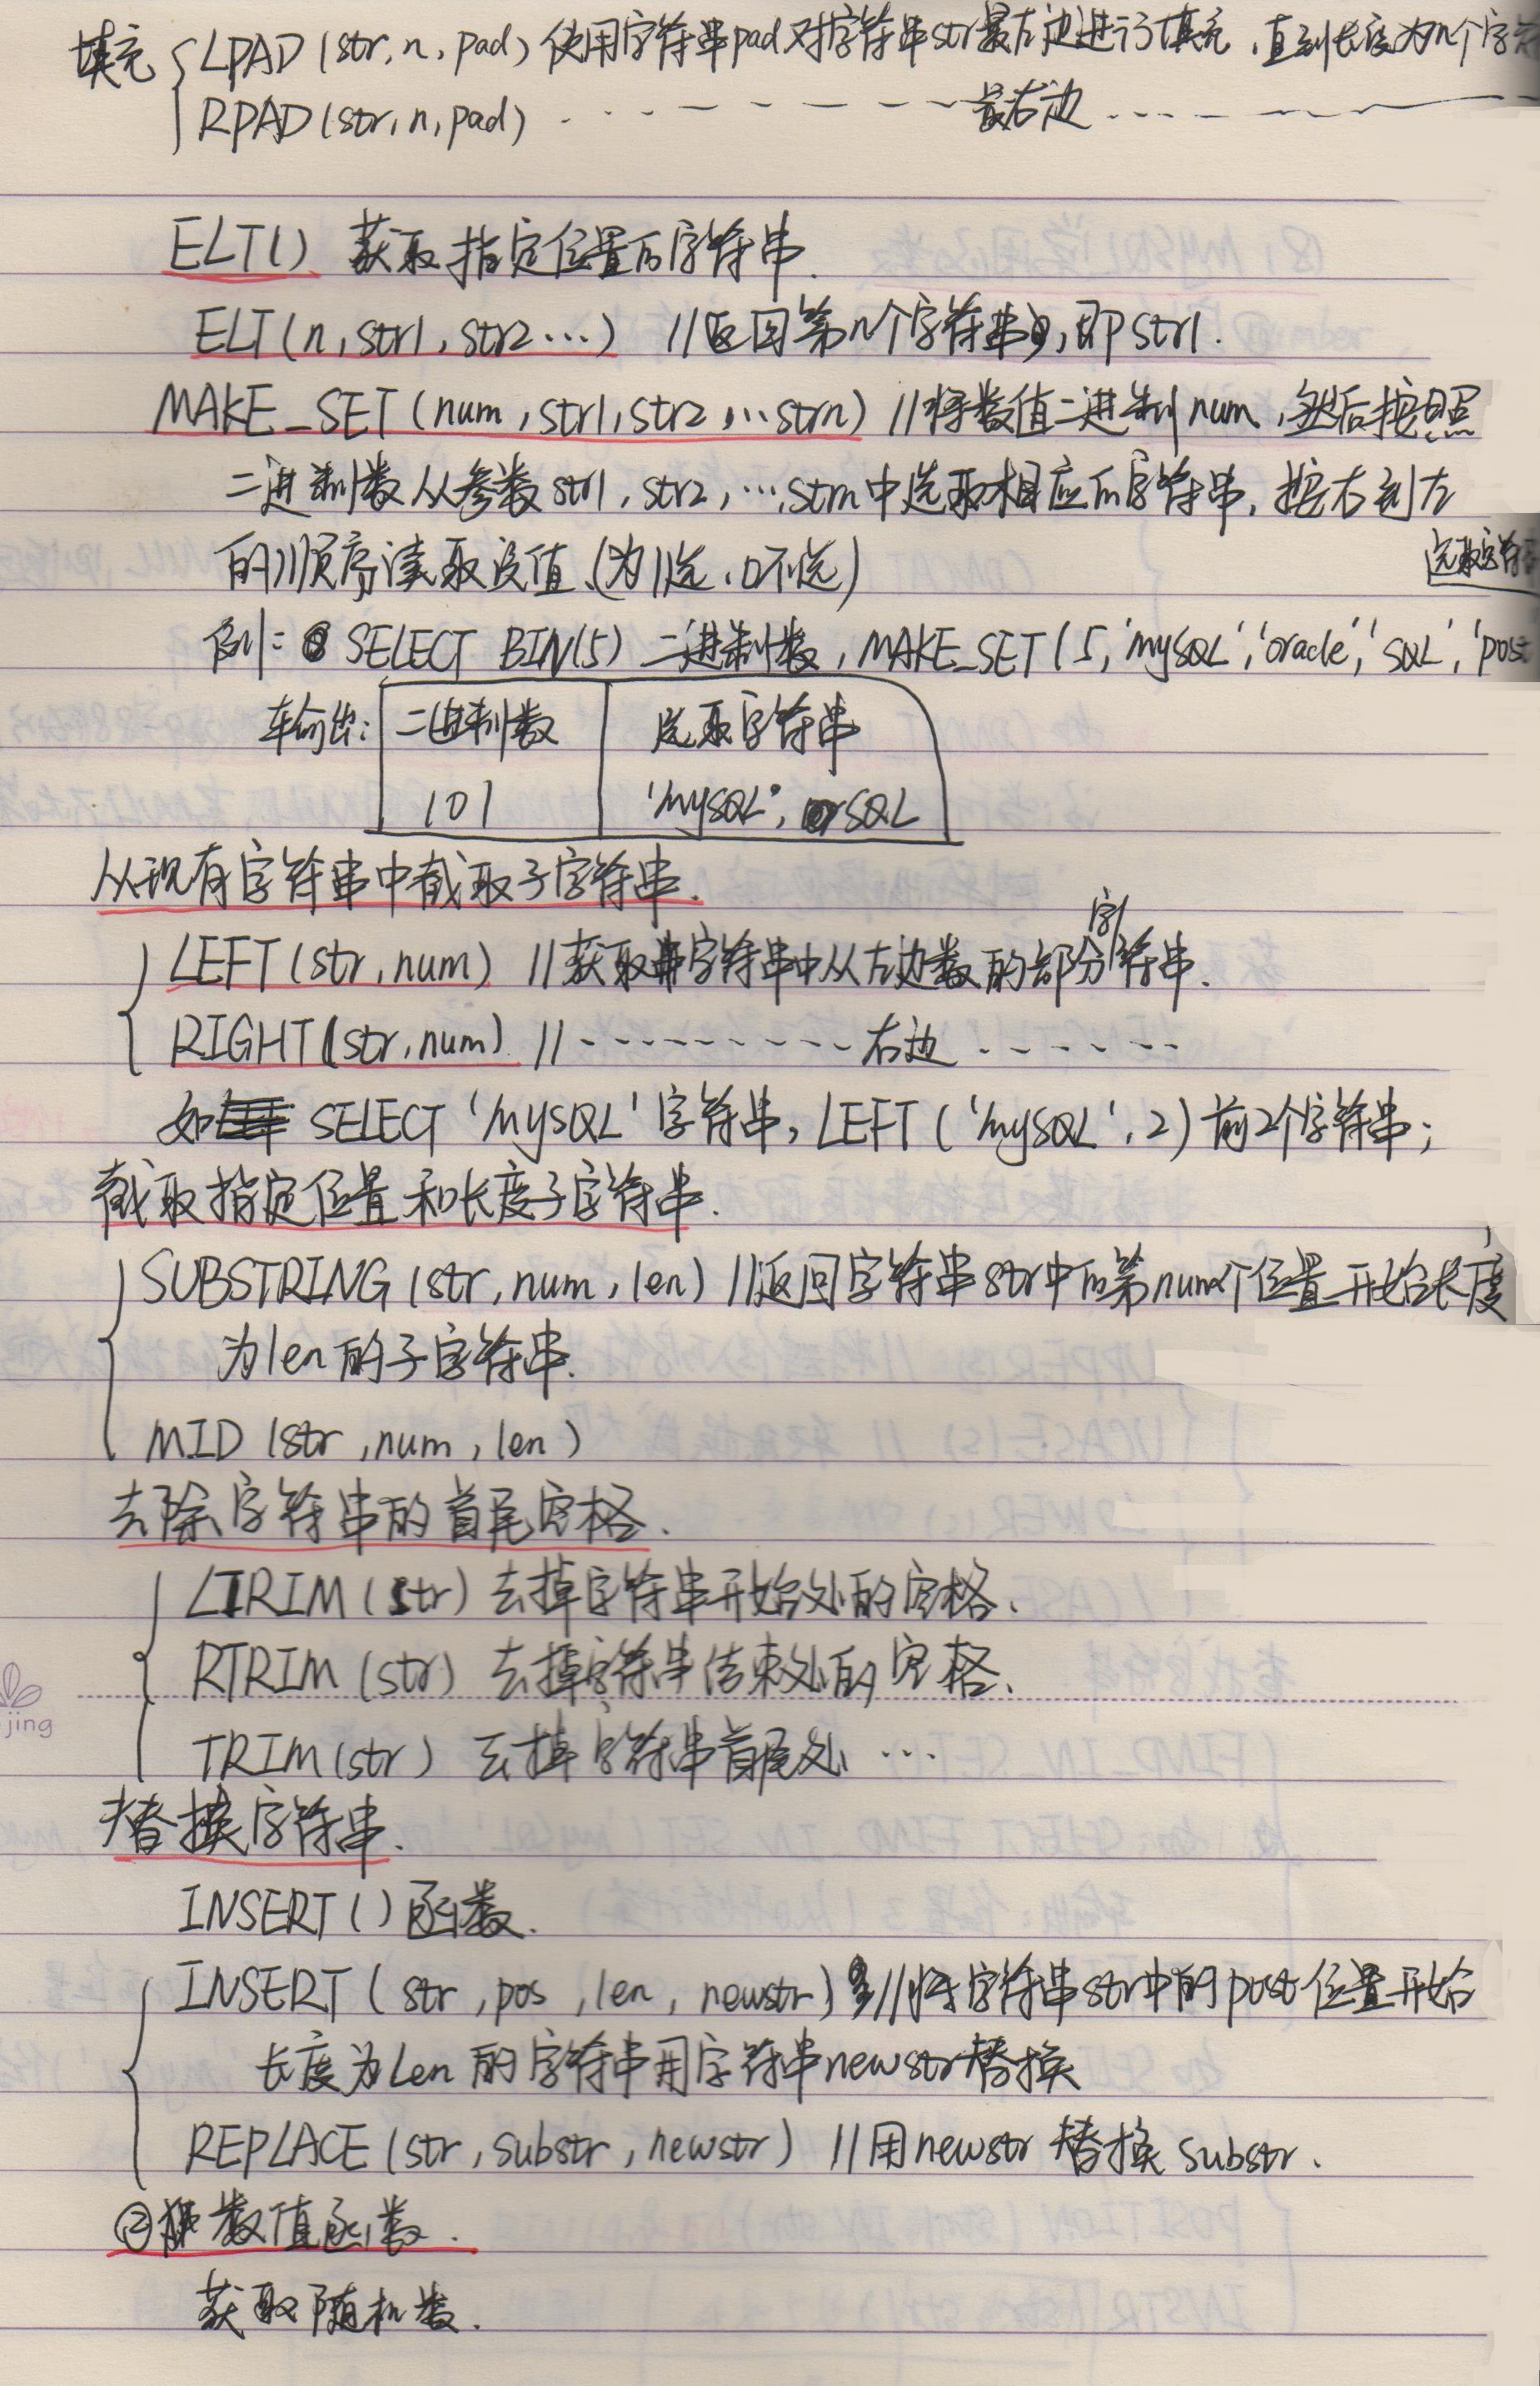 填充 { LPAD(str, n, pad) 使用字符串pad对字符串str最左边进行填充,直到长度为n个字符
RPAD(str, n, pad) ...... 最右边 ......
ELT() 获取指定位置的字符串.
ELT(n, str1, str2 ...) //返回第n个字符串,即str1.
MAKE_SET(num, str1, str2, ... strn) //将数值二进制num,然后按照
二进制数从参数str1, str2, ..., strn中选取相应的字符串,按右到左
的顺序读取该值、(为1选、0不选)
选取字符
例: SELECT BIN(5) 二进制数, MAKE_SET(5, 'mySQL', 'oracle', 'SQL', 'pos
车输出: 二进制数 选取字符串
101 'mySQL', SQL
从现有字符串中截取子字符串.
LEFT(str, num) //获取字符串中从左边数的部分字符串.
RIGHT(str, num) // ......... 右边 ......
如 SELECT 'mySQL' 字符串, LEFT('mySQL', 2) 前2个字符串;
截取指定位置和长度子字符串.
SUBSTRING(str, num, len) //返回字符串str中的第num个位置开始长度
为len的子字符串.
MID(str, num, len)
去除字符串的首尾空格.
LTRIM(str) 去掉字符串开始处的空格、
RTRIM(str) 去掉字符串结束处的空格、
jing
TRIM(str) 去掉字符串首尾处 ...
替换字符串.
INSERT()函数.
INSERT(str, pos, len, newstr) //将字符串str中的post位置开始
长度为len的字符串用字符串newstr替换
REPLACE(str, substr, newstr) //用newstr替换substr.
②数值函数.
获取随机数.